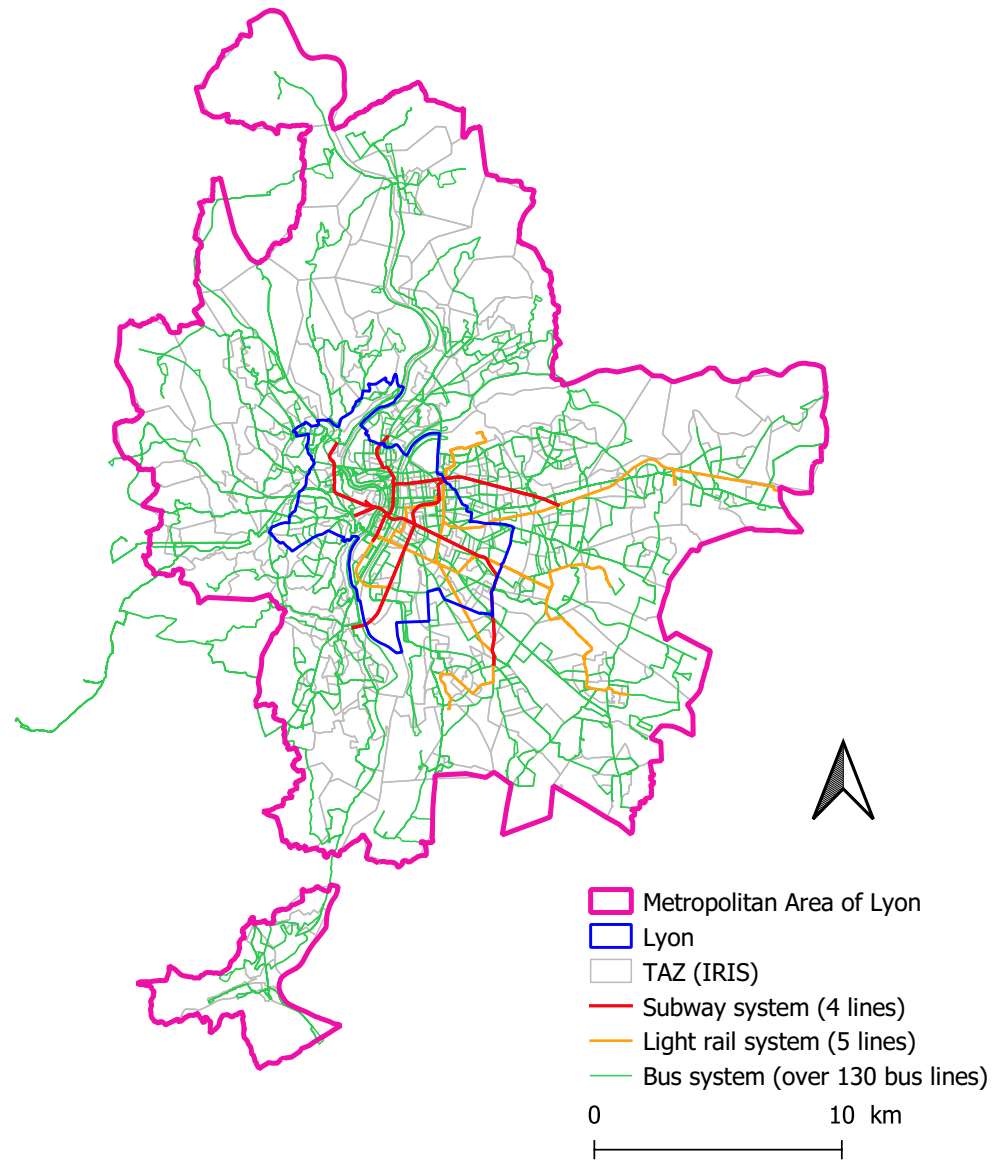 Metropolitan Area of Lyon
Lyon
TAZ (IRIS)
Subway system (4 lines)
Light rail system (5 lines)
Bus system (over 130 bus lines)
0 10 km